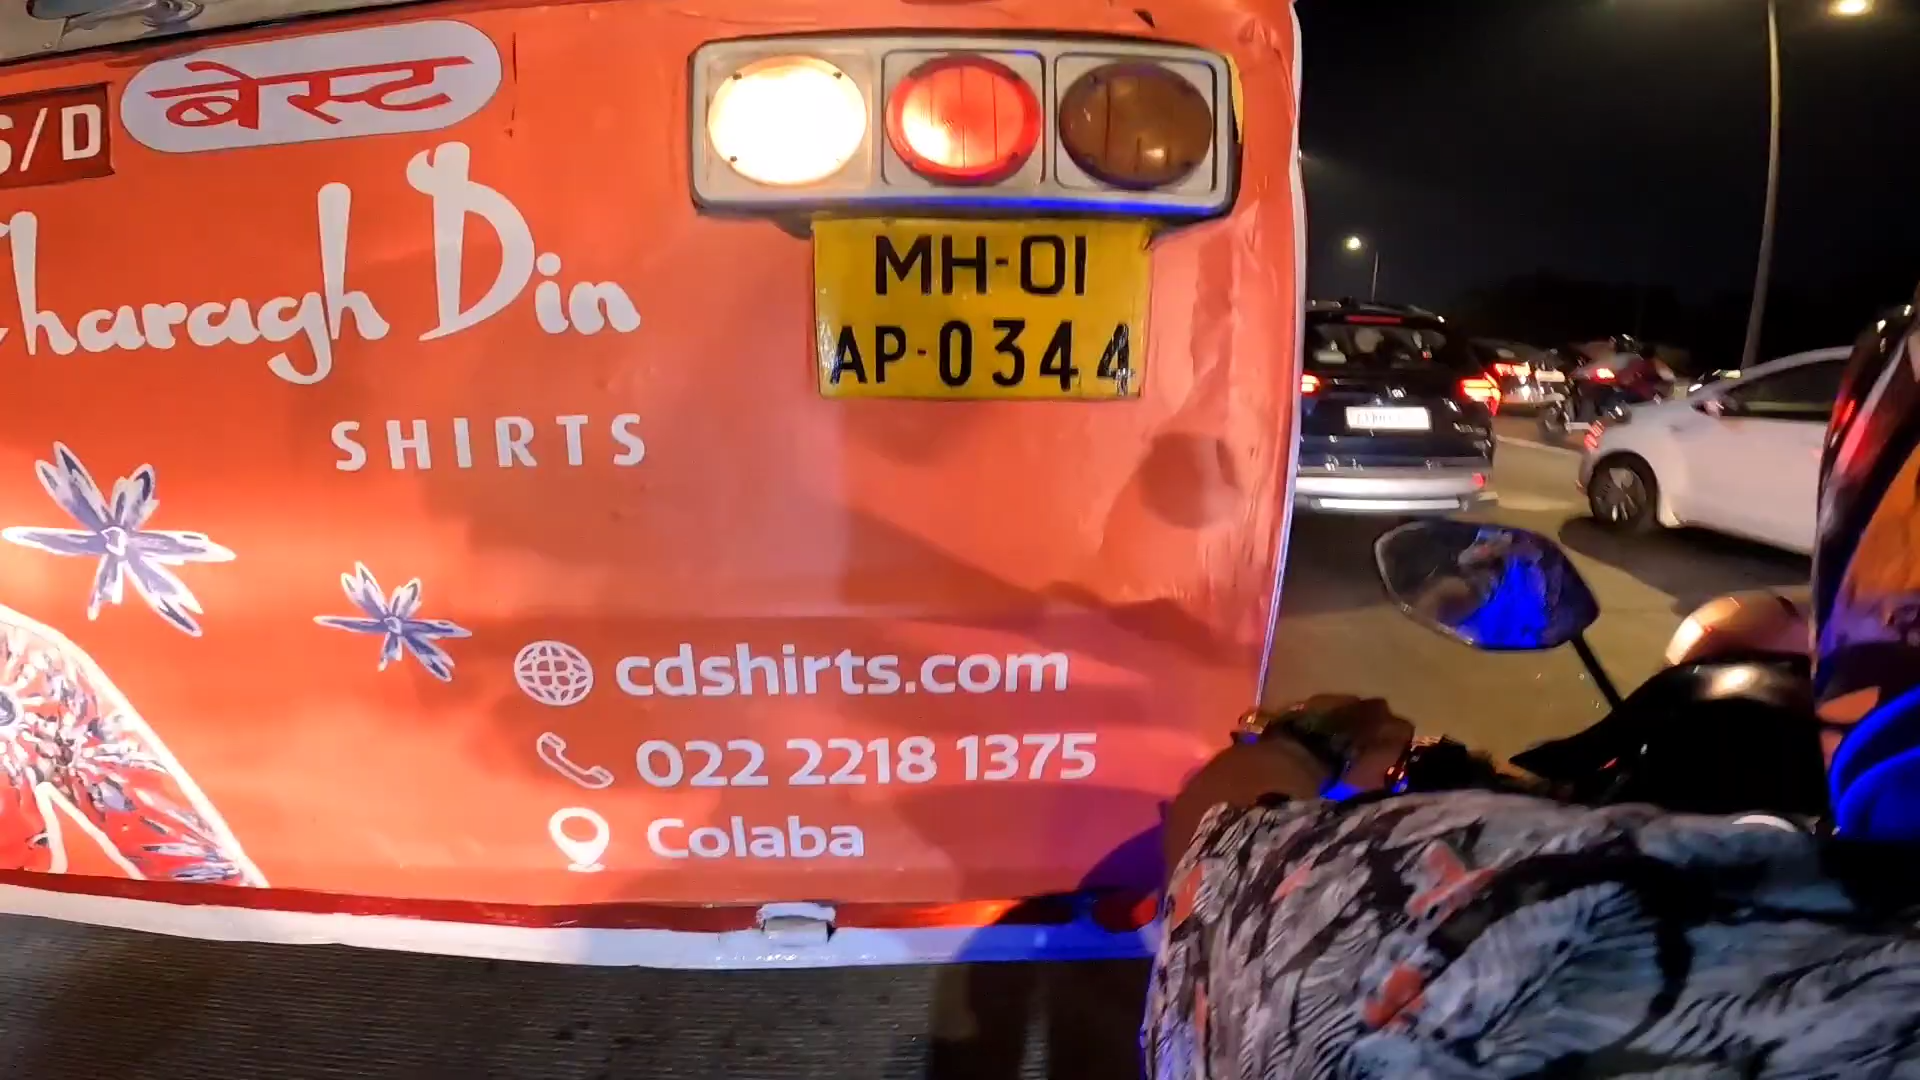 S/D
बेस्ट
Charagh Din
SHIRTS
MH-01
AP-0344
cdshirts.com
022 2218 1375
Colaba